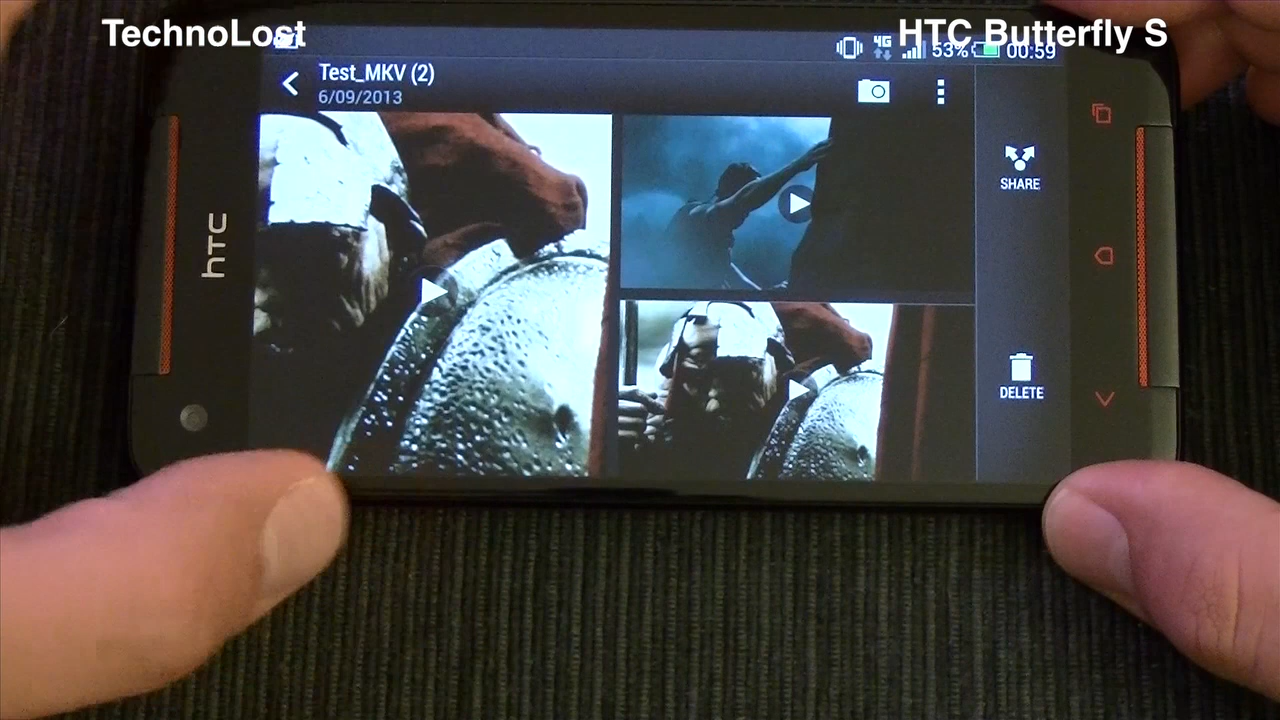 TechnoLost
HTC Butterfly S
4G
53%
00:59
Test_MKV (2)
6/09/2013
SHARE
DELETE
hTC